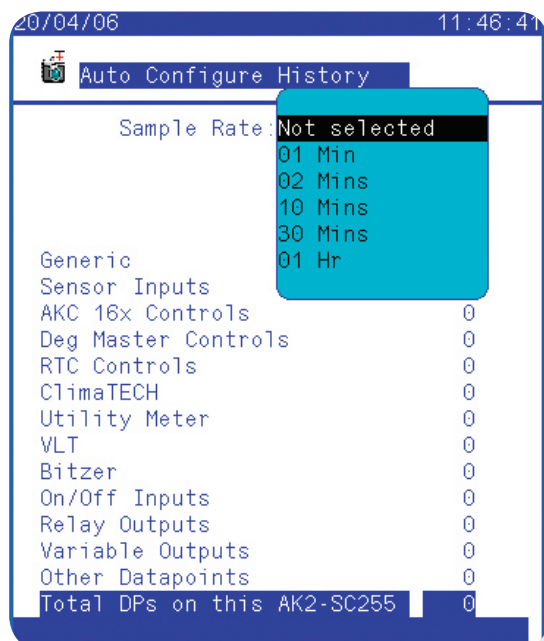 20/04/06 11:46:41
Auto Configure History
Sample Rate: Not selected
01 Min
02 Mins
10 Mins
30 Mins
01 Hr
Generic
Sensor Inputs
AKC 16x Controls 0
Deg Master Controls 0
RTC Controls 0
ClimaTECH 0
Utility Meter 0
VLT 0
Bitzer 0
On/Off Inputs 0
Relay Outputs 0
Variable Outputs 0
Other Datapoints 0
Total DPs on this AK2-SC255 0